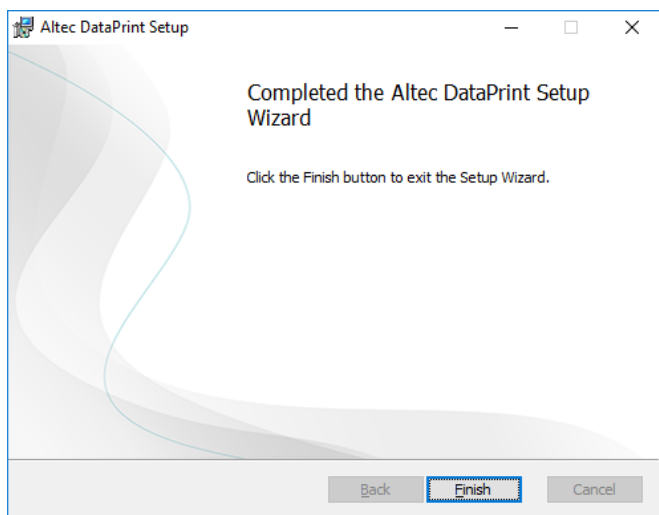 Altec DataPrint Setup
Completed the Altec DataPrint Setup
Wizard
Click the Finish button to exit the Setup Wizard.
Back Finish Cancel